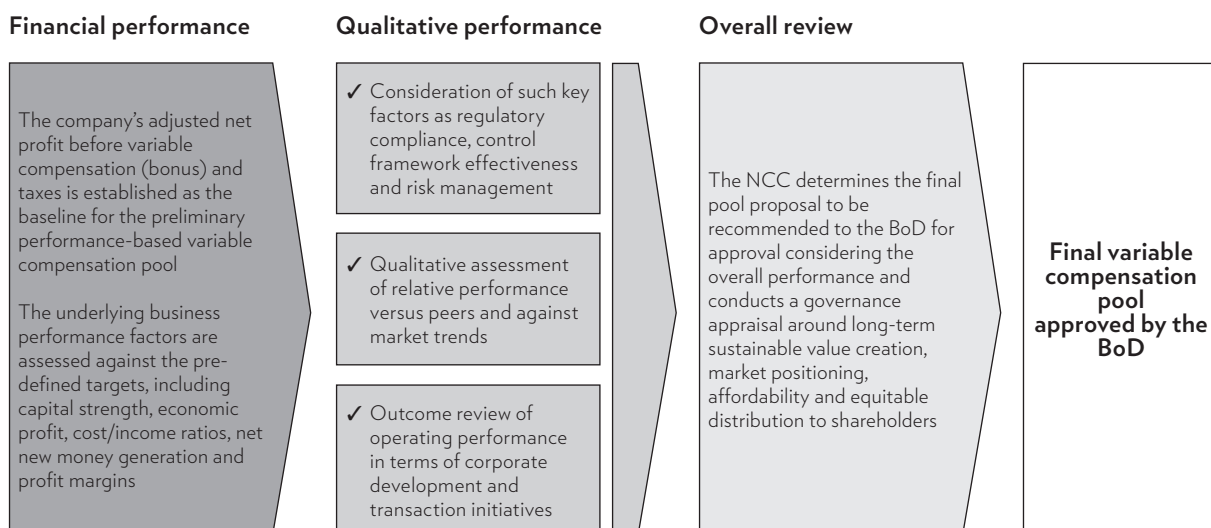 Financial performance
The company's adjusted net
profit before variable
compensation (bonus) and
taxes is established as the
baseline for the preliminary
performance-based variable
compensation pool
The underlying business
performance factors are
assessed against the pre-
defined targets, including
capital strength, economic
profit, cost/income ratios, net
new money generation and
profit margins
Qualitative performance
✓ Consideration of such key
factors as regulatory
compliance, control
framework effectiveness
and risk management
✓ Qualitative assessment
of relative performance
versus peers and against
market trends
✓ Outcome review of
operating performance
in terms of corporate
development and
transaction initiatives
Overall review
The NCC determines the final
pool proposal to be
recommended to the BoD for
approval considering the
overall performance and
conducts a governance
appraisal around long-term
sustainable value creation,
market positioning,
affordability and equitable
distribution to shareholders
Final variable
compensation
pool
approved by the
BoD